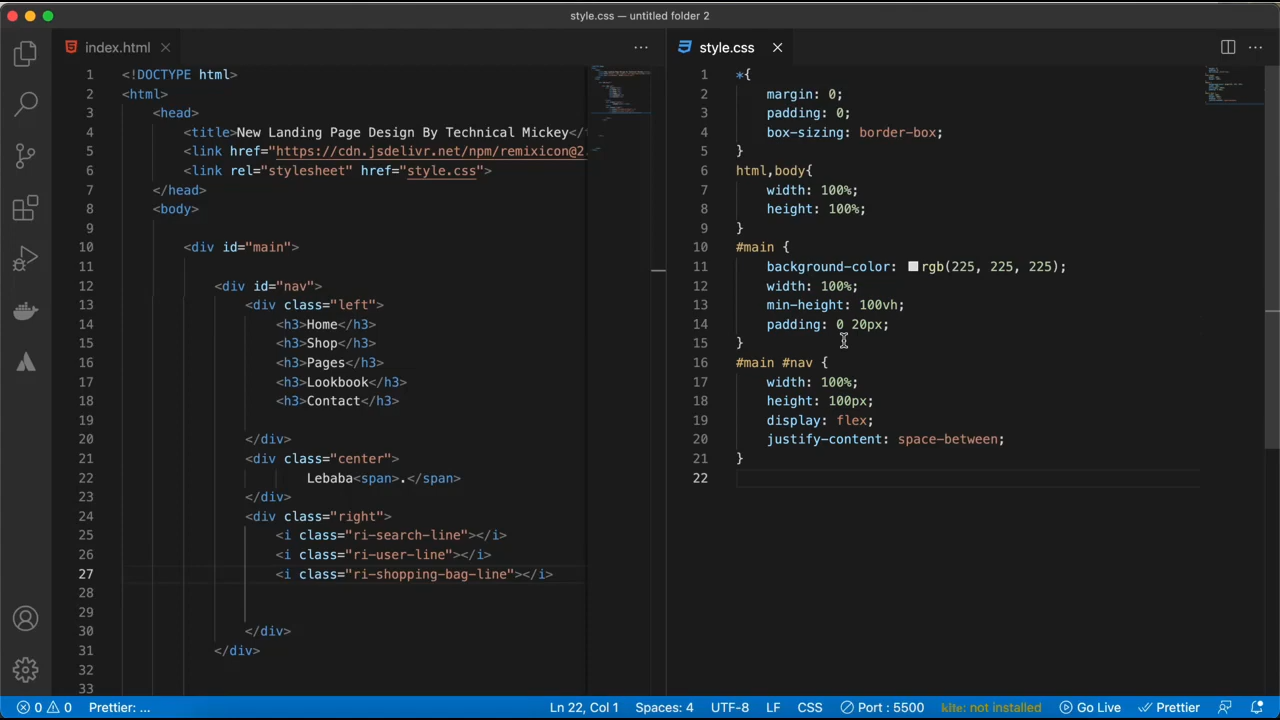 style.css — untitled folder 2
index.html
1 <!DOCTYPE html>
2 <html>
3 <head>
4 <title>New Landing Page Design By Technical Mickey</
5 <link href="https://cdn.jsdelivr.net/npm/remixicon@2.
6 <link rel="stylesheet" href="style.css">
7 </head>
8 <body>
9
10 <div id="main">
11
12 <div id="nav">
13 <div class="left">
14 <h3>Home</h3>
15 <h3>Shop</h3>
16 <h3>Pages</h3>
17 <h3>Lookbook</h3>
18 <h3>Contact</h3>
19
20 </div>
21 <div class="center">
22 Lebaba<span>.</span>
23 </div>
24 <div class="right">
25 <i class="ri-search-line"></i>
26 <i class="ri-user-line"></i>
27 <i class="ri-shopping-bag-line"></i>
28
29
30 </div>
31 </div>
32
33
style.css
1 *{
2 margin: 0;
3 padding: 0;
4 box-sizing: border-box;
5 }
6 html,body{
7 width: 100%;
8 height: 100%;
9 }
10 #main {
11 background-color: rgb(225, 225, 225);
12 width: 100%;
13 min-height: 100vh;
14 padding: 0 20px;
15 }
16 #main #nav {
17 width: 100%;
18 height: 100px;
19 display: flex;
20 justify-content: space-between;
21 }
22
0 0 Prettier: ... Ln 22, Col 1 Spaces: 4 UTF-8 LF CSS Port : 5500 kite: not installed Go Live Prettier